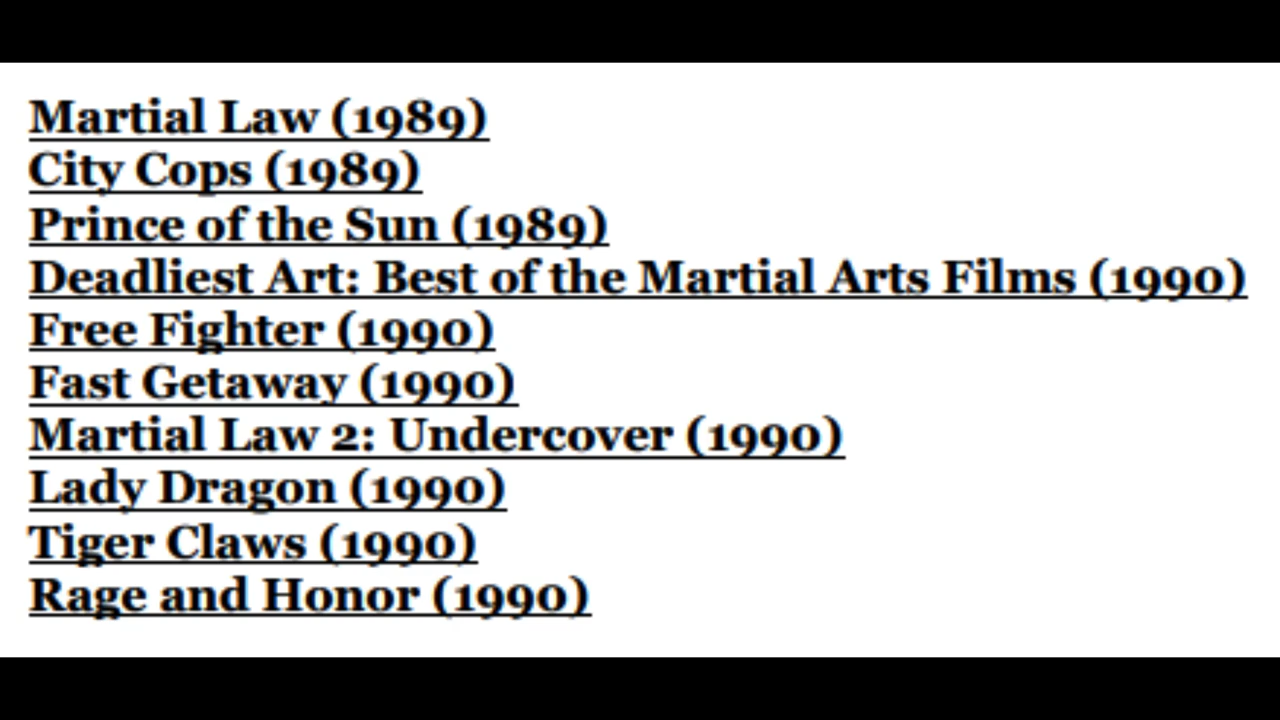 Martial Law (1989)
City Cops (1989)
Prince of the Sun (1989)
Deadliest Art: Best of the Martial Arts Films (1990)
Free Fighter (1990)
Fast Getaway (1990)
Martial Law 2: Undercover (1990)
Lady Dragon (1990)
Tiger Claws (1990)
Rage and Honor (1990)